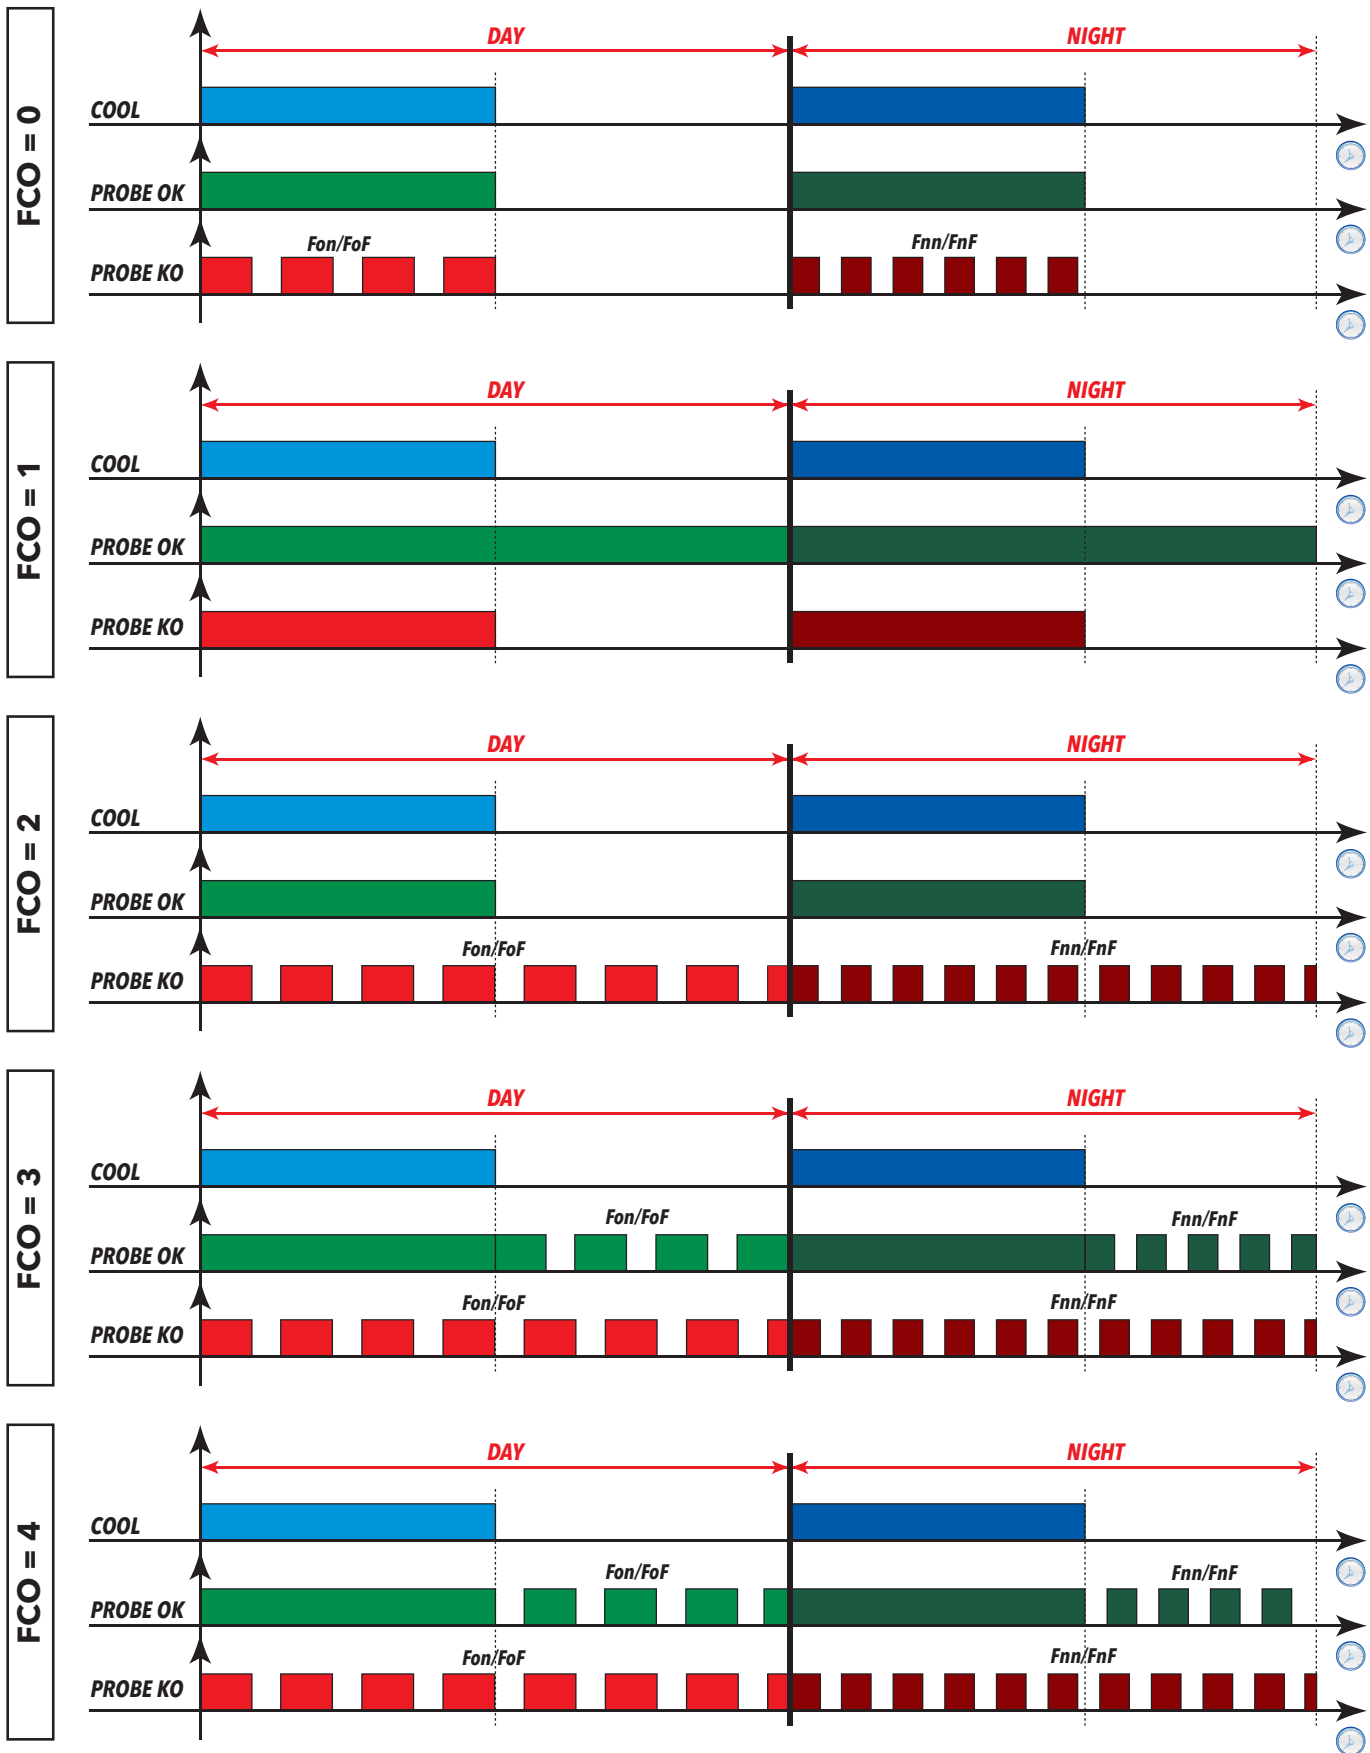 FCO = 0
DAY
NIGHT
COOL
PROBE OK
Fon/FoF
Fnn/FnF
PROBE KO
FCO = 1
DAY
NIGHT
COOL
PROBE OK
PROBE KO
FCO = 2
DAY
NIGHT
COOL
PROBE OK
Fon/FoF
Fnn/FnF
PROBE KO
FCO = 3
DAY
NIGHT
COOL
Fon/FoF
Fnn/FnF
PROBE OK
Fon/FoF
Fnn/FnF
PROBE KO
FCO = 4
DAY
NIGHT
COOL
Fon/FoF
Fnn/FnF
PROBE OK
Fon/FoF
Fnn/FnF
PROBE KO